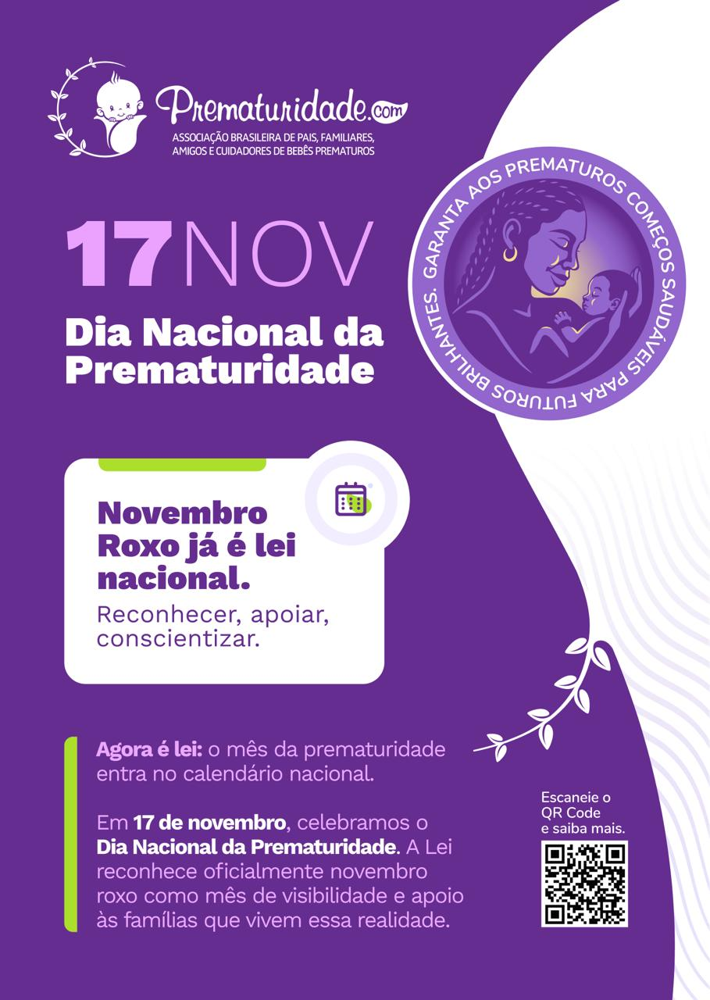 Prematuridade.com
ASSOCIAÇÃO BRASILEIRA DE PAIS, FAMILIARES,
AMIGOS E CUIDADORES DE BEBÊS PREMATUROS
GARANTA AOS PREMATUROS COMEÇOS SAUDÁVEIS PARA FUTUROS BRILHANTES.
17NOV
Dia Nacional da
Prematuridade
Novembro
Roxo já é lei
nacional.
Reconhecer, apoiar,
conscientizar.
Agora é lei: o mês da prematuridade
entra no calendário nacional.
Em 17 de novembro, celebramos o
Dia Nacional da Prematuridade. A Lei
reconhece oficialmente novembro
roxo como mês de visibilidade e apoio
às famílias que vivem essa realidade.
Escaneie o
QR Code
e saiba mais.